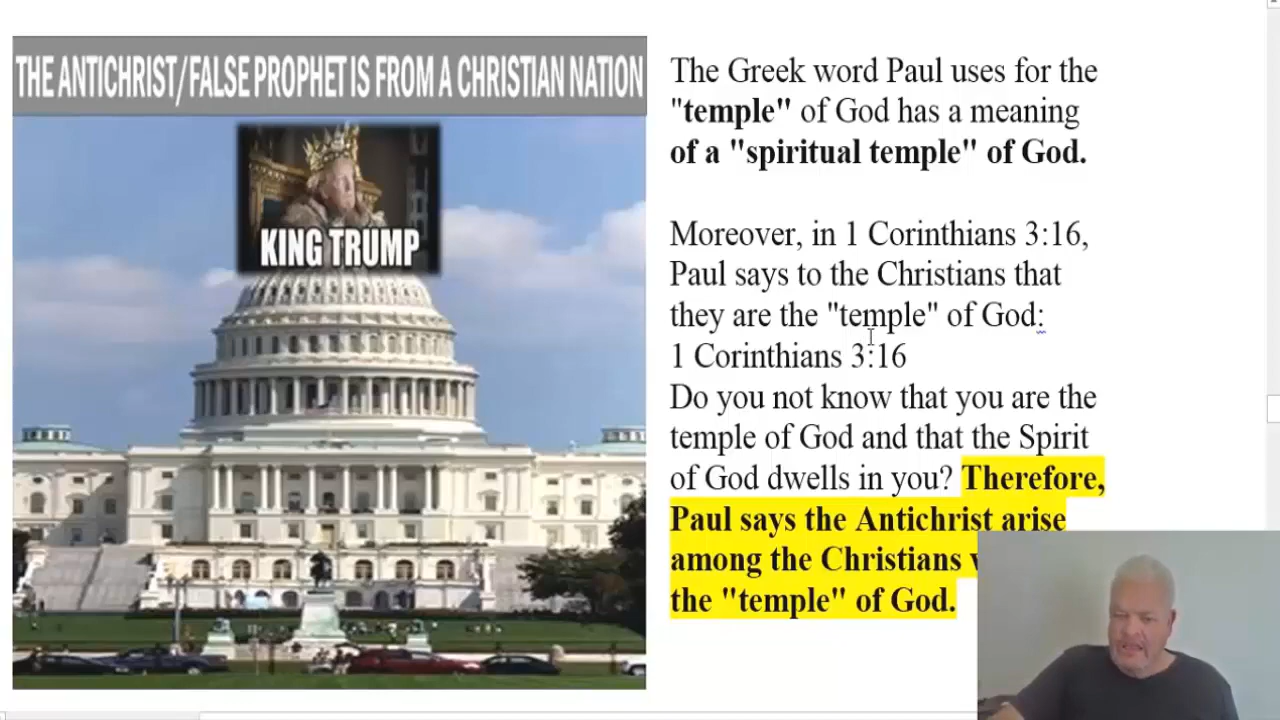 THE ANTICHRIST/FALSE PROPHET IS FROM A CHRISTIAN NATION
KING TRUMP
The Greek word Paul uses for the
"temple" of God has a meaning
of a "spiritual temple" of God.
Moreover, in 1 Corinthians 3:16,
Paul says to the Christians that
they are the "temple" of God:
1 Corinthians 3:16
Do you not know that you are the
temple of God and that the Spirit
of God dwells in you? Therefore,
Paul says the Antichrist arise
among the Christians
the "temple" of God.